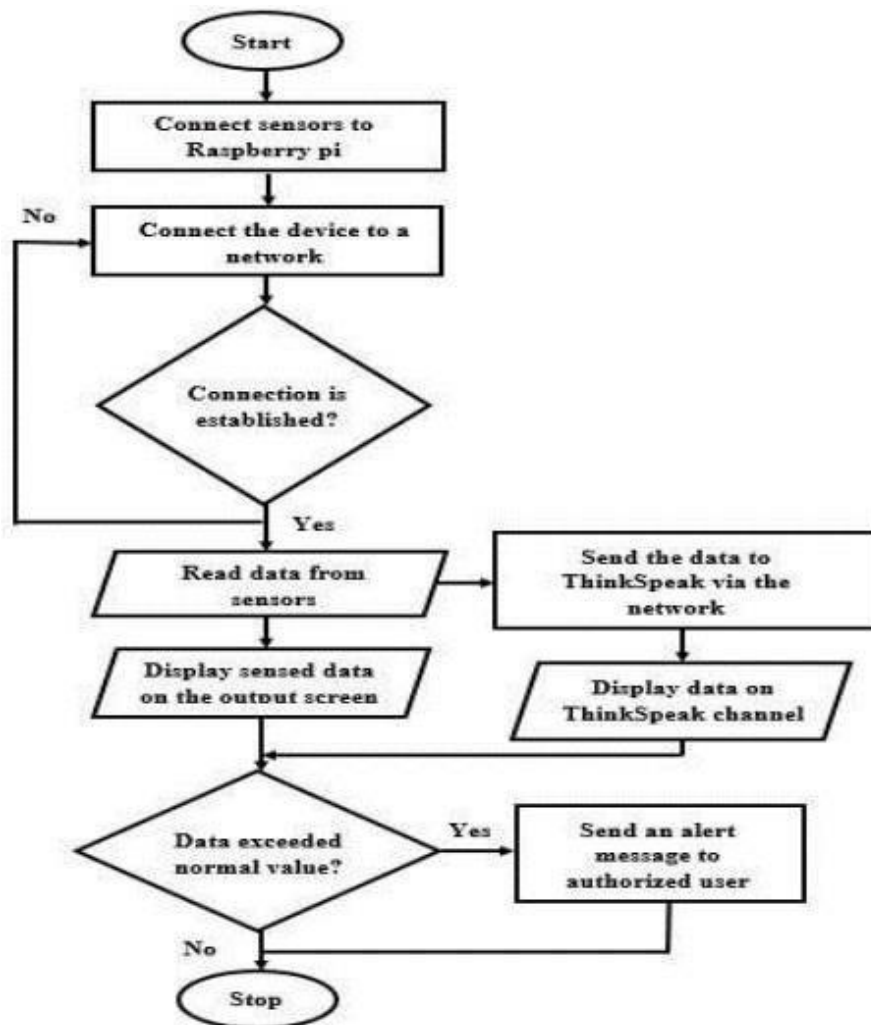 Start
Connect sensors to
Raspberry pi
No
Connect the device to a
network
Connection is
established?
Yes
Read data from
sensors
Send the data to
ThinkSpeak via the
network
Display sensed data
on the output screen
Display data on
ThinkSpeak channel
Data exceeded
normal value?
Yes
Send an alert
message to
authorized user
No
Stop